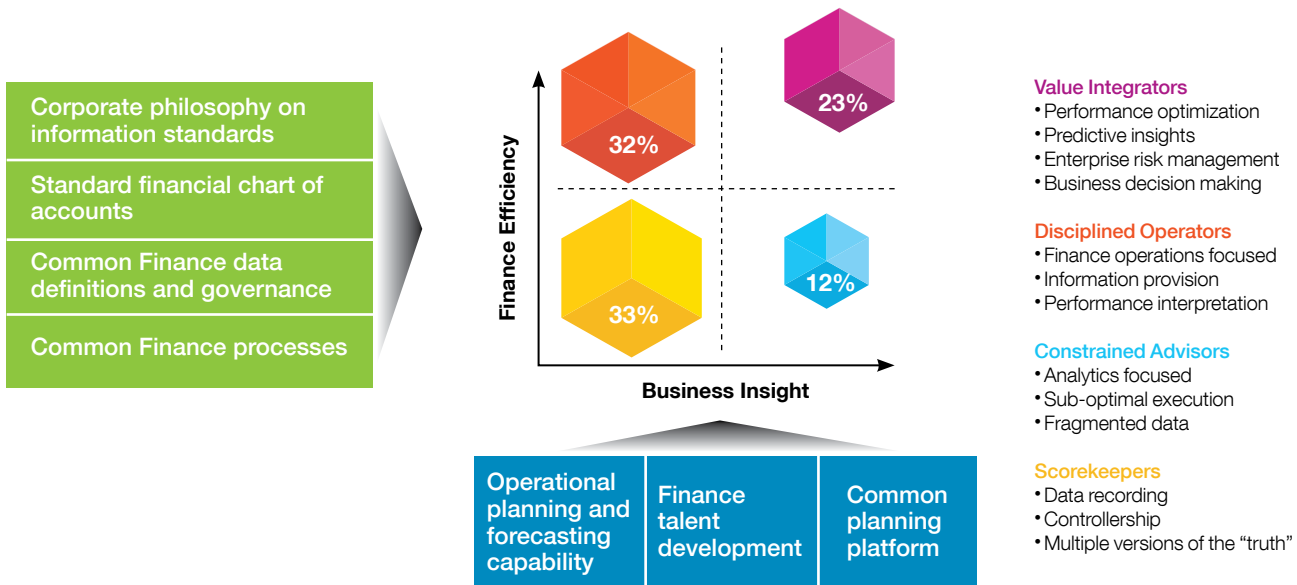 Corporate philosophy on
information standards
Standard financial chart of
accounts
Common Finance data
definitions and governance
Common Finance processes
Finance Efficiency
32%
23%
33%
12%
Business Insight
Operational
planning and
forecasting
capability
Finance
talent
development
Common
planning
platform
Value Integrators
• Performance optimization
• Predictive insights
• Enterprise risk management
• Business decision making
Disciplined Operators
• Finance operations focused
• Information provision
• Performance interpretation
Constrained Advisors
• Analytics focused
• Sub-optimal execution
• Fragmented data
Scorekeepers
• Data recording
• Controllership
• Multiple versions of the “truth”